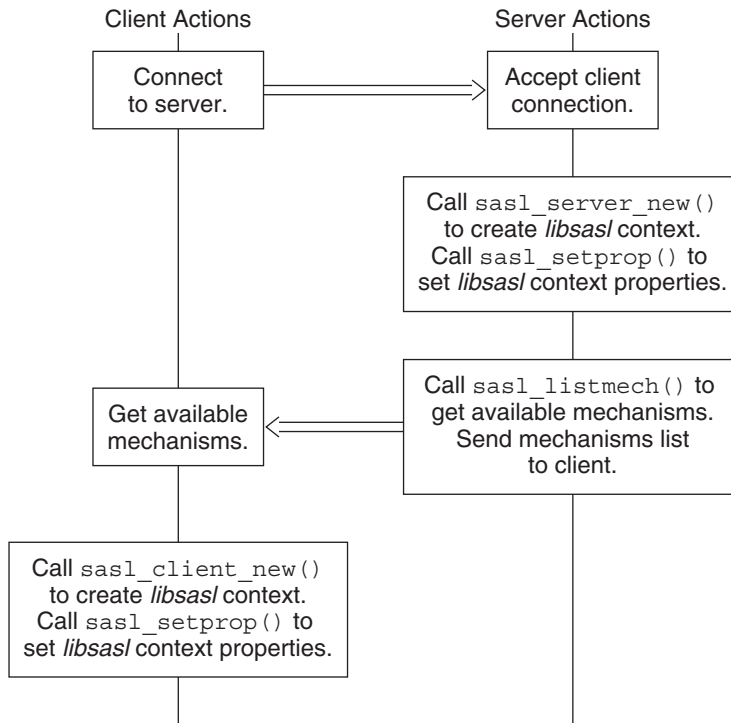 Client Actions
Server Actions
Connect
to server.
Accept client
connection.
Call sasl_server_new()
to create libsasl context.
Call sasl_setprop() to
set libsasl context properties.
Call sasl_listmech() to
get available mechanisms.
Send mechanisms list
to client.
Get available
mechanisms.
Call sasl_client_new()
to create libsasl context.
Call sasl_setprop() to
set libsasl context properties.